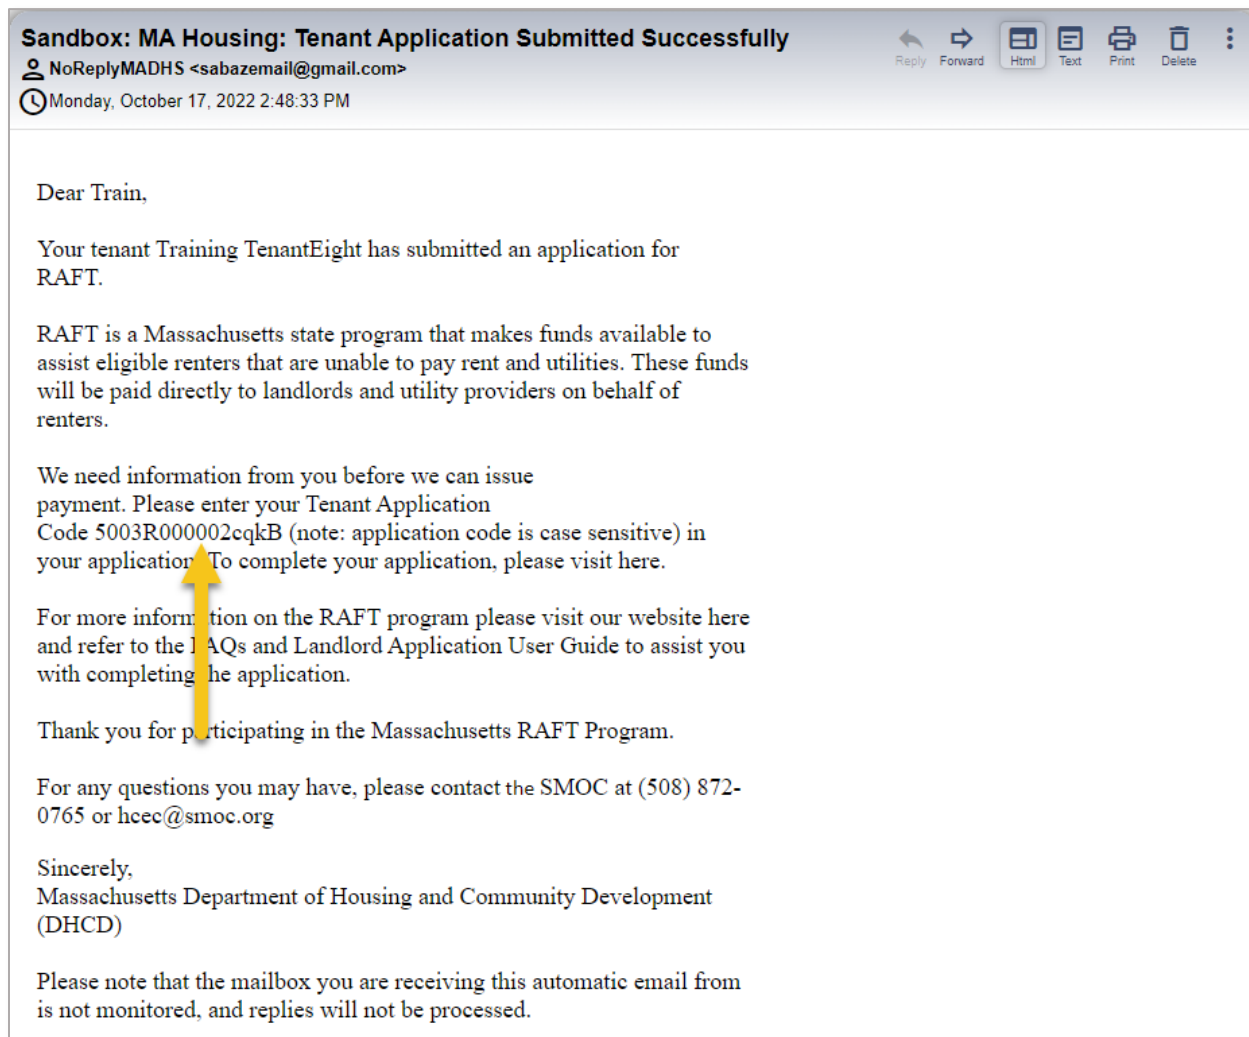 Sandbox: MA Housing: Tenant Application Submitted Successfully
NoReplyMADHS <sabazemail@gmail.com>
Monday, October 17, 2022 2:48:33 PM
Reply Forward Html Text Print Delete
Dear Train,
Your tenant Training TenantEight has submitted an application for
RAFT.
RAFT is a Massachusetts state program that makes funds available to
assist eligible renters that are unable to pay rent and utilities. These funds
will be paid directly to landlords and utility providers on behalf of
renters.
We need information from you before we can issue
payment. Please enter your Tenant Application
Code 5003R000002cqkB (note: application code is case sensitive) in
your application. To complete your application, please visit here.
For more information on the RAFT program please visit our website here
and refer to the FAQs and Landlord Application User Guide to assist you
with completing the application.
Thank you for participating in the Massachusetts RAFT Program.
For any questions you may have, please contact the SMOC at (508) 872-
0765 or hcec@smoc.org
Sincerely,
Massachusetts Department of Housing and Community Development
(DHCD)
Please note that the mailbox you are receiving this automatic email from
is not monitored, and replies will not be processed.